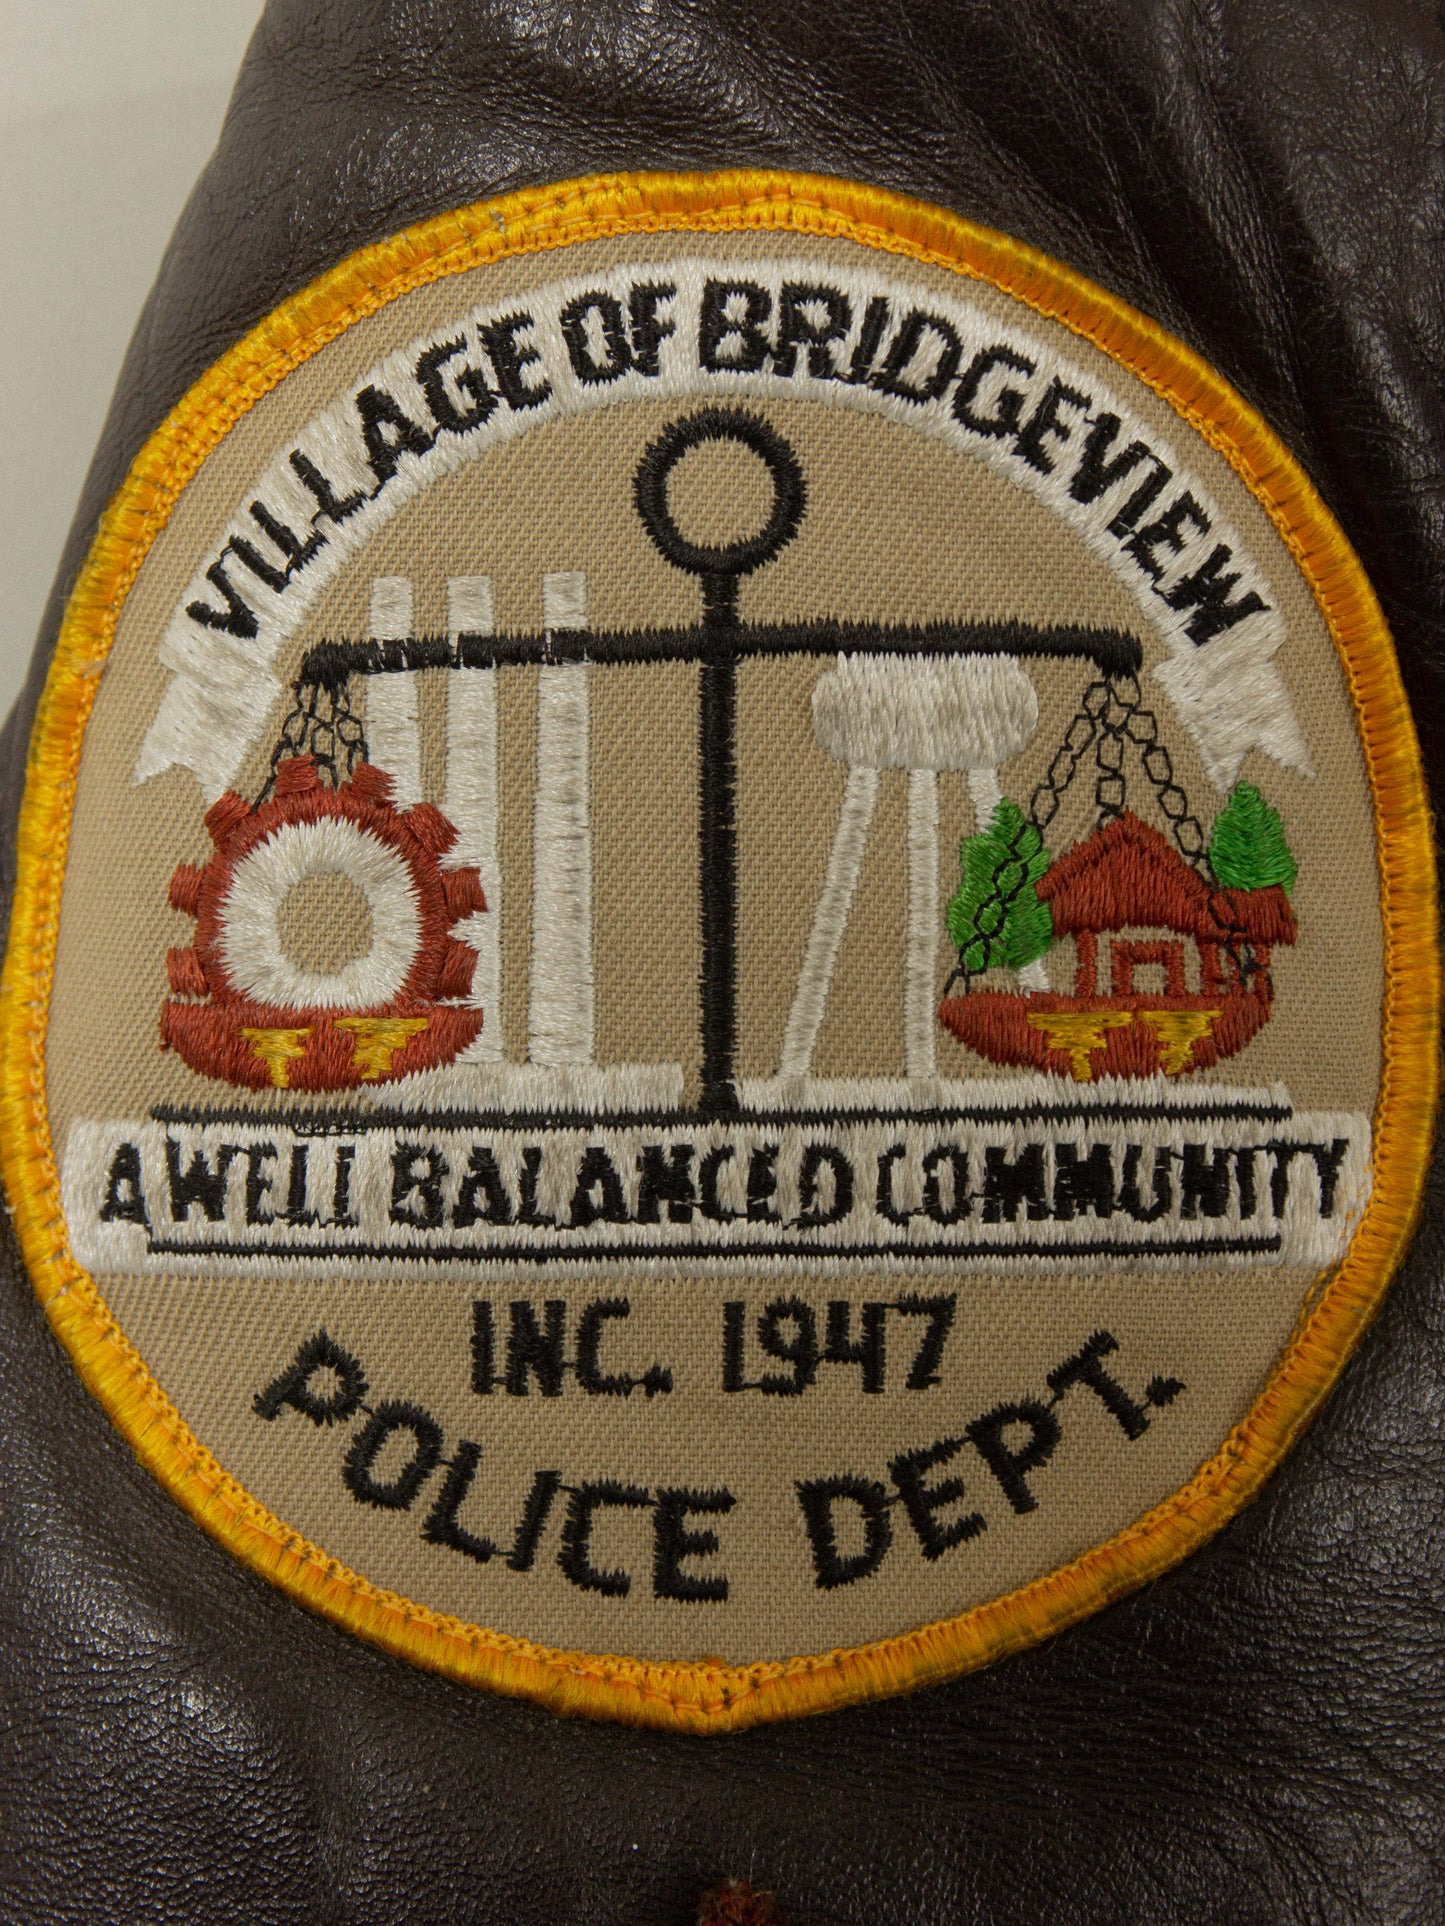 VILLAGE OF BRIDGEVIEW
A WELL BALANCED COMMUNITY
INC. 1947
POLICE DEPT.